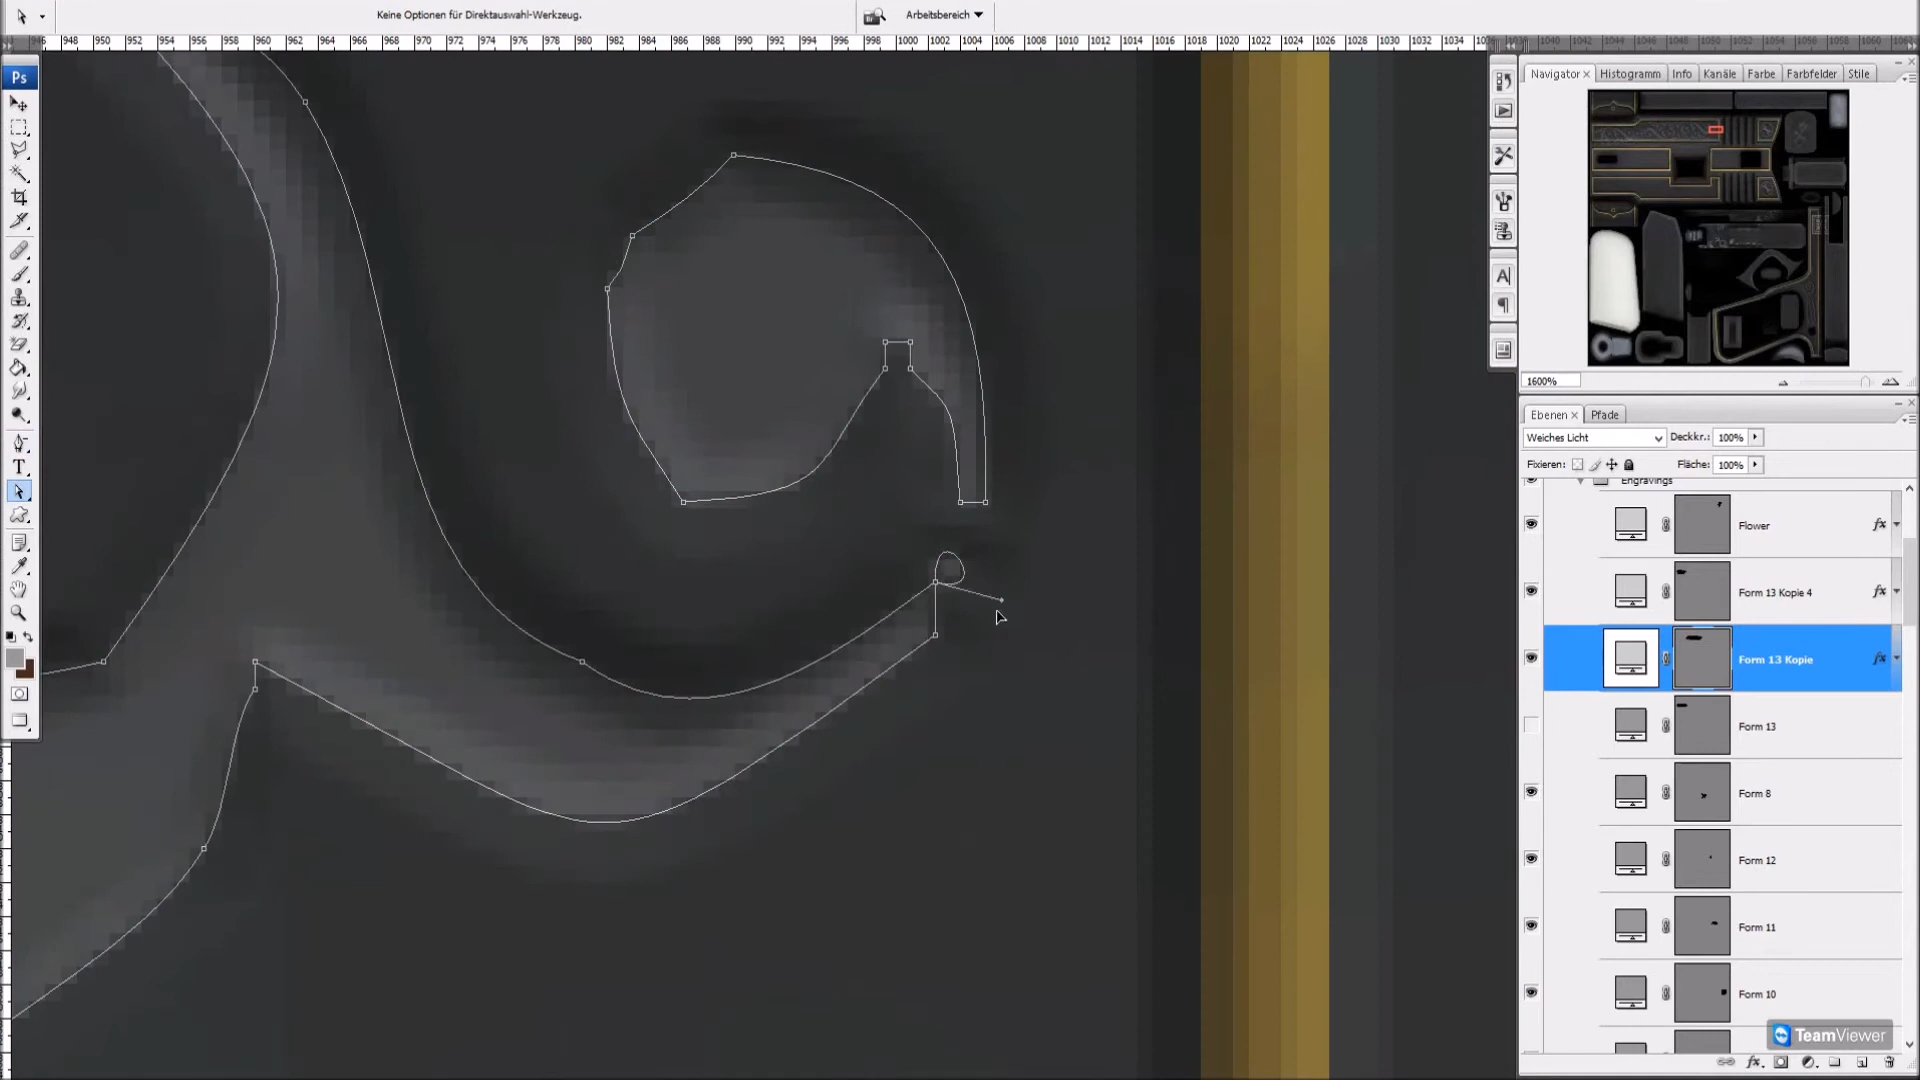 Keine Optionen für Direktauswahl-Werkzeug.
Arbeitsbereich
948 950 952 954 956 958 960 962 964 966 968 970 972 974 976 978 980 982 984 986 988 990 992 994 996 998 1000 1002 1004 1006 1008 1010 1012 1014 1016 1018 1020 1022 1024 1026 1028 1030 1032 1034
Ps
T
A
Navigator Histogramm Info Kanäle Farbe Farbfelder Stile
1600%
Ebenen Pfade
Weiches Licht Deckkr.: 100%
Fixieren: Fläche: 100%
Engravings
Flower fx
Form 13 Kopie 4 fx
Form 13 Kopie fx
Form 13
Form 8
Form 12
Form 11
Form 10
TeamViewer
fx